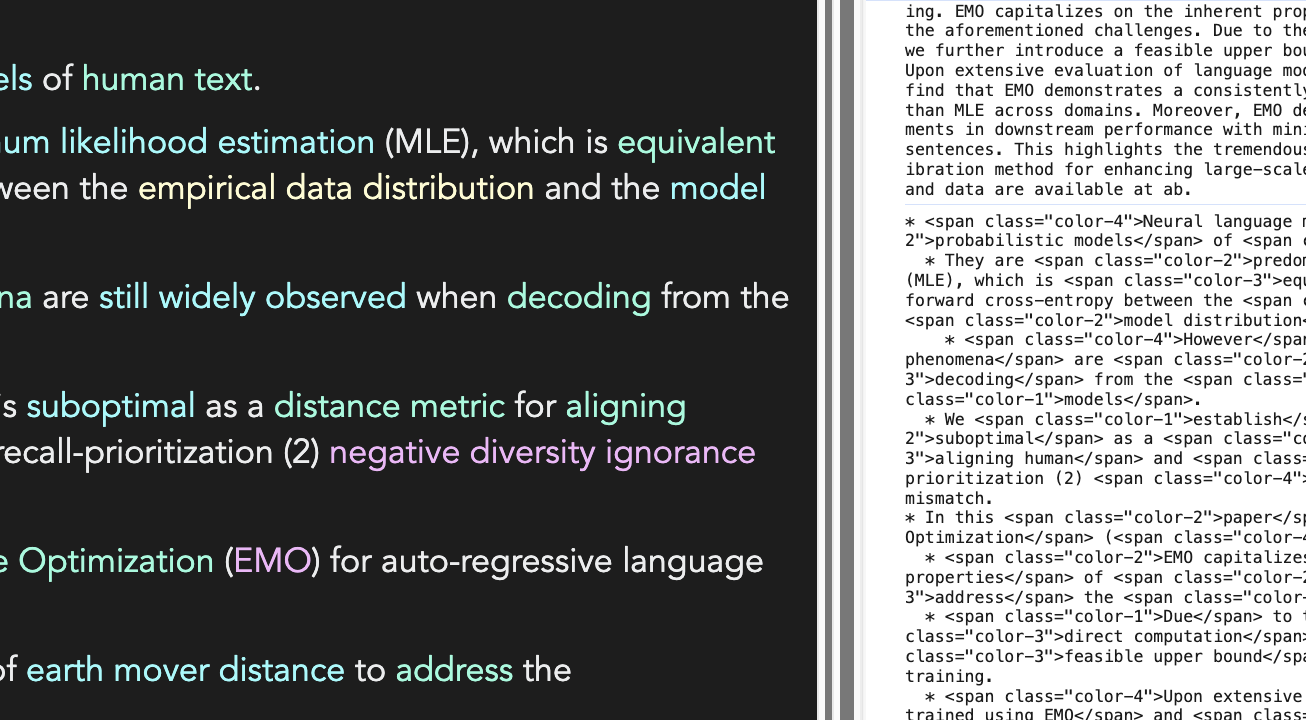 els of human text.
num likelihood estimation (MLE), which is equivalent
ween the empirical data distribution and the model
na are still widely observed when decoding from the
s suboptimal as a distance metric for aligning
recall-prioritization (2) negative diversity ignorance
e Optimization (EMO) for auto-regressive language
of earth mover distance to address the
ing. EMO capitalizes on the inherent prop
the aforementioned challenges. Due to the
we further introduce a feasible upper bou
Upon extensive evaluation of language mod
find that EMO demonstrates a consistently
than MLE across domains. Moreover, EMO de
ments in downstream performance with mini
sentences. This highlights the tremendous
ibration method for enhancing large-scale
and data are available at ab.
* <span class="color-4">Neural language m
2">probabilistic models</span> of <span c
* They are <span class="color-2">predom
(MLE), which is <span class="color-3">equ
forward cross-entropy between the <span c
<span class="color-2">model distribution<
* <span class="color-4">However</span
phenomena</span> are <span class="color-2
3">decoding</span> from the <span class="
class="color-1">models</span>.
* We <span class="color-1">establish</s
2">suboptimal</span> as a <span class="co
3">aligning human</span> and <span class=
prioritization (2) <span class="color-4">
mismatch.
* In this <span class="color-2">paper</sp
Optimization</span> (<span class="color-4
* <span class="color-2">EMO capitalizes
properties</span> of <span class="color-2
3">address</span> the <span class="color-
* <span class="color-1">Due</span> to t
class="color-3">direct computation</span>
class="color-3">feasible upper bound</spa
training.
* <span class="color-4">Upon extensive
trained using EMO</span> and <span class=